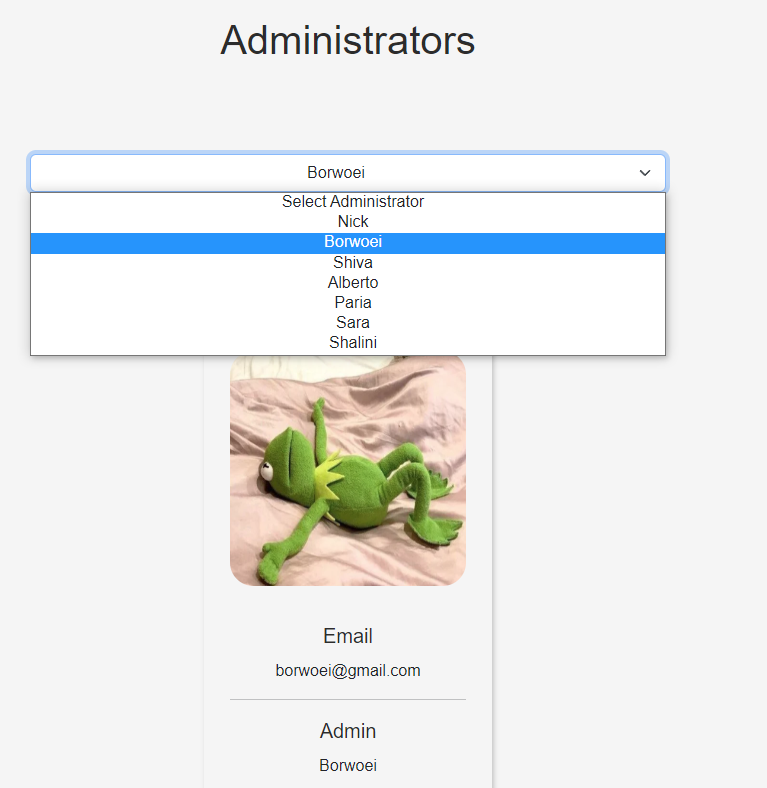 Administrators
Borwoei
Select Administrator
Nick
Borwoei
Shiva
Alberto
Paria
Sara
Shalini
Email
borwoei@gmail.com
Admin
Borwoei